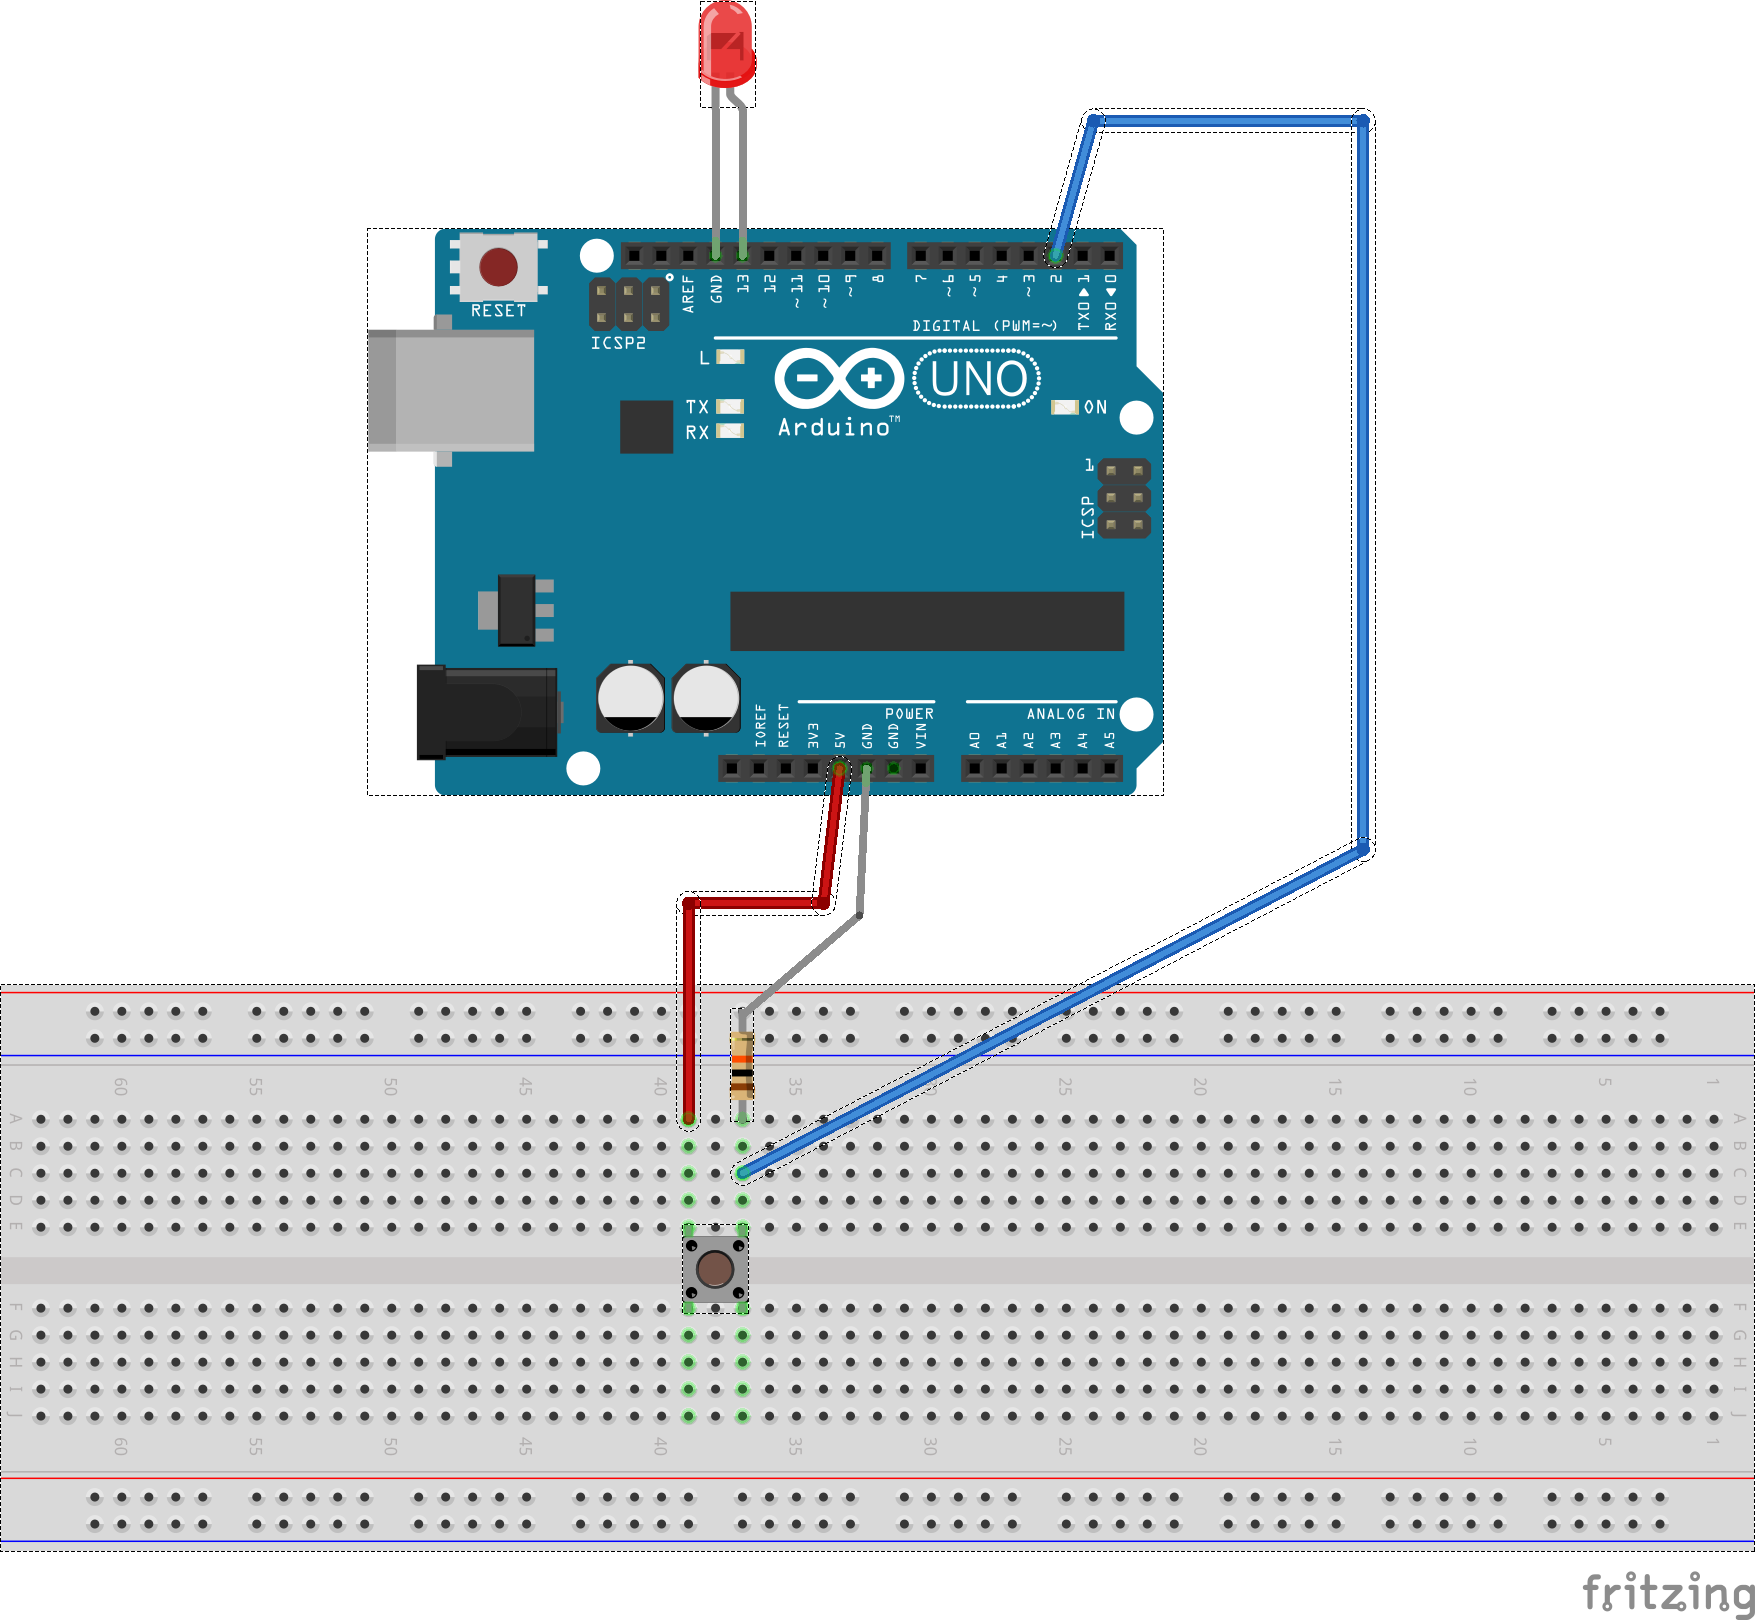 RESET
AREF
GND
13
12
~11
~10
~9
8
7
~6
~5
4
~3
2
TX0▶1
RX0◀0
ICSP2
DIGITAL (PWM=~)
L
TX
RX
Arduino™
UNO
ON
1
ICSP
IOREF
RESET
3V3
5V
GND
GND
VIN
POWER
A0
A1
A2
A3
A4
A5
ANALOG IN
60 55 50 45 40 35 30 25 20 15 10 5 1
A A
B B
C C
D D
E E
F F
G G
H H
I I
J J
60 55 50 45 40 35 30 25 20 15 10 5 1
fritzing